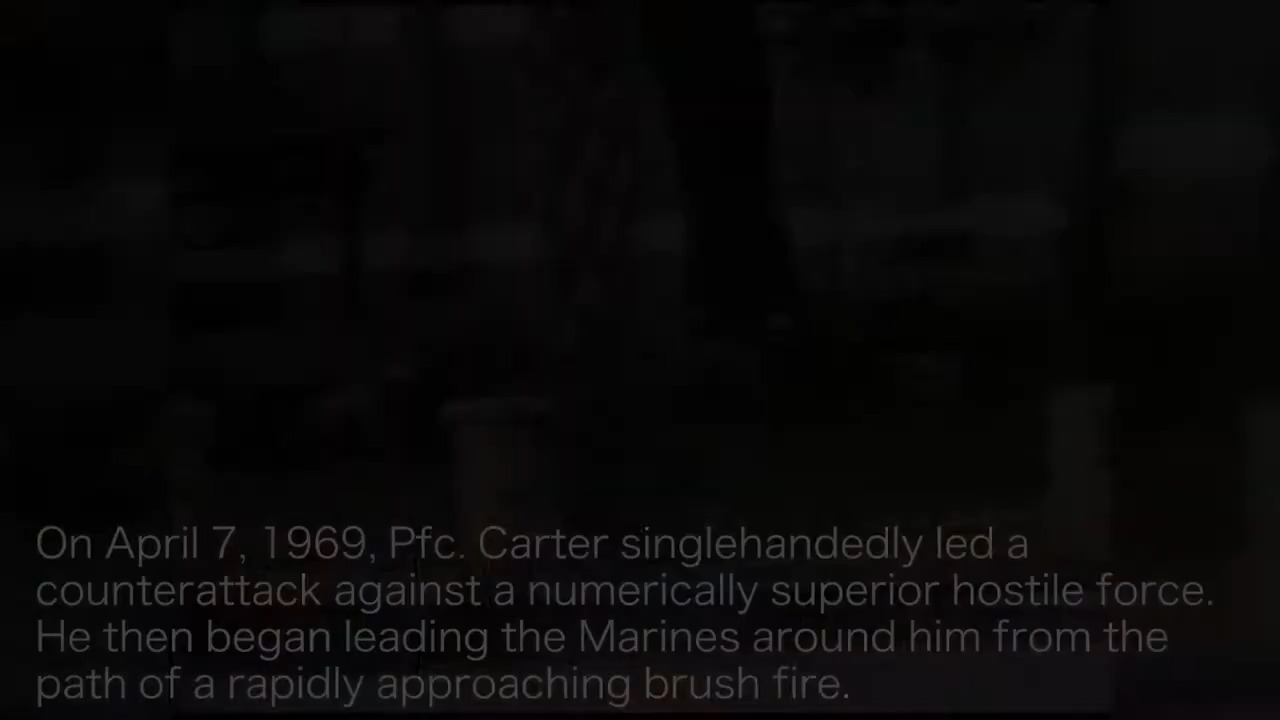 On April 7, 1969, Pfc. Carter singlehandedly led a
counterattack against a numerically superior hostile force.
He then began leading the Marines around him from the
path of a rapidly approaching brush fire.